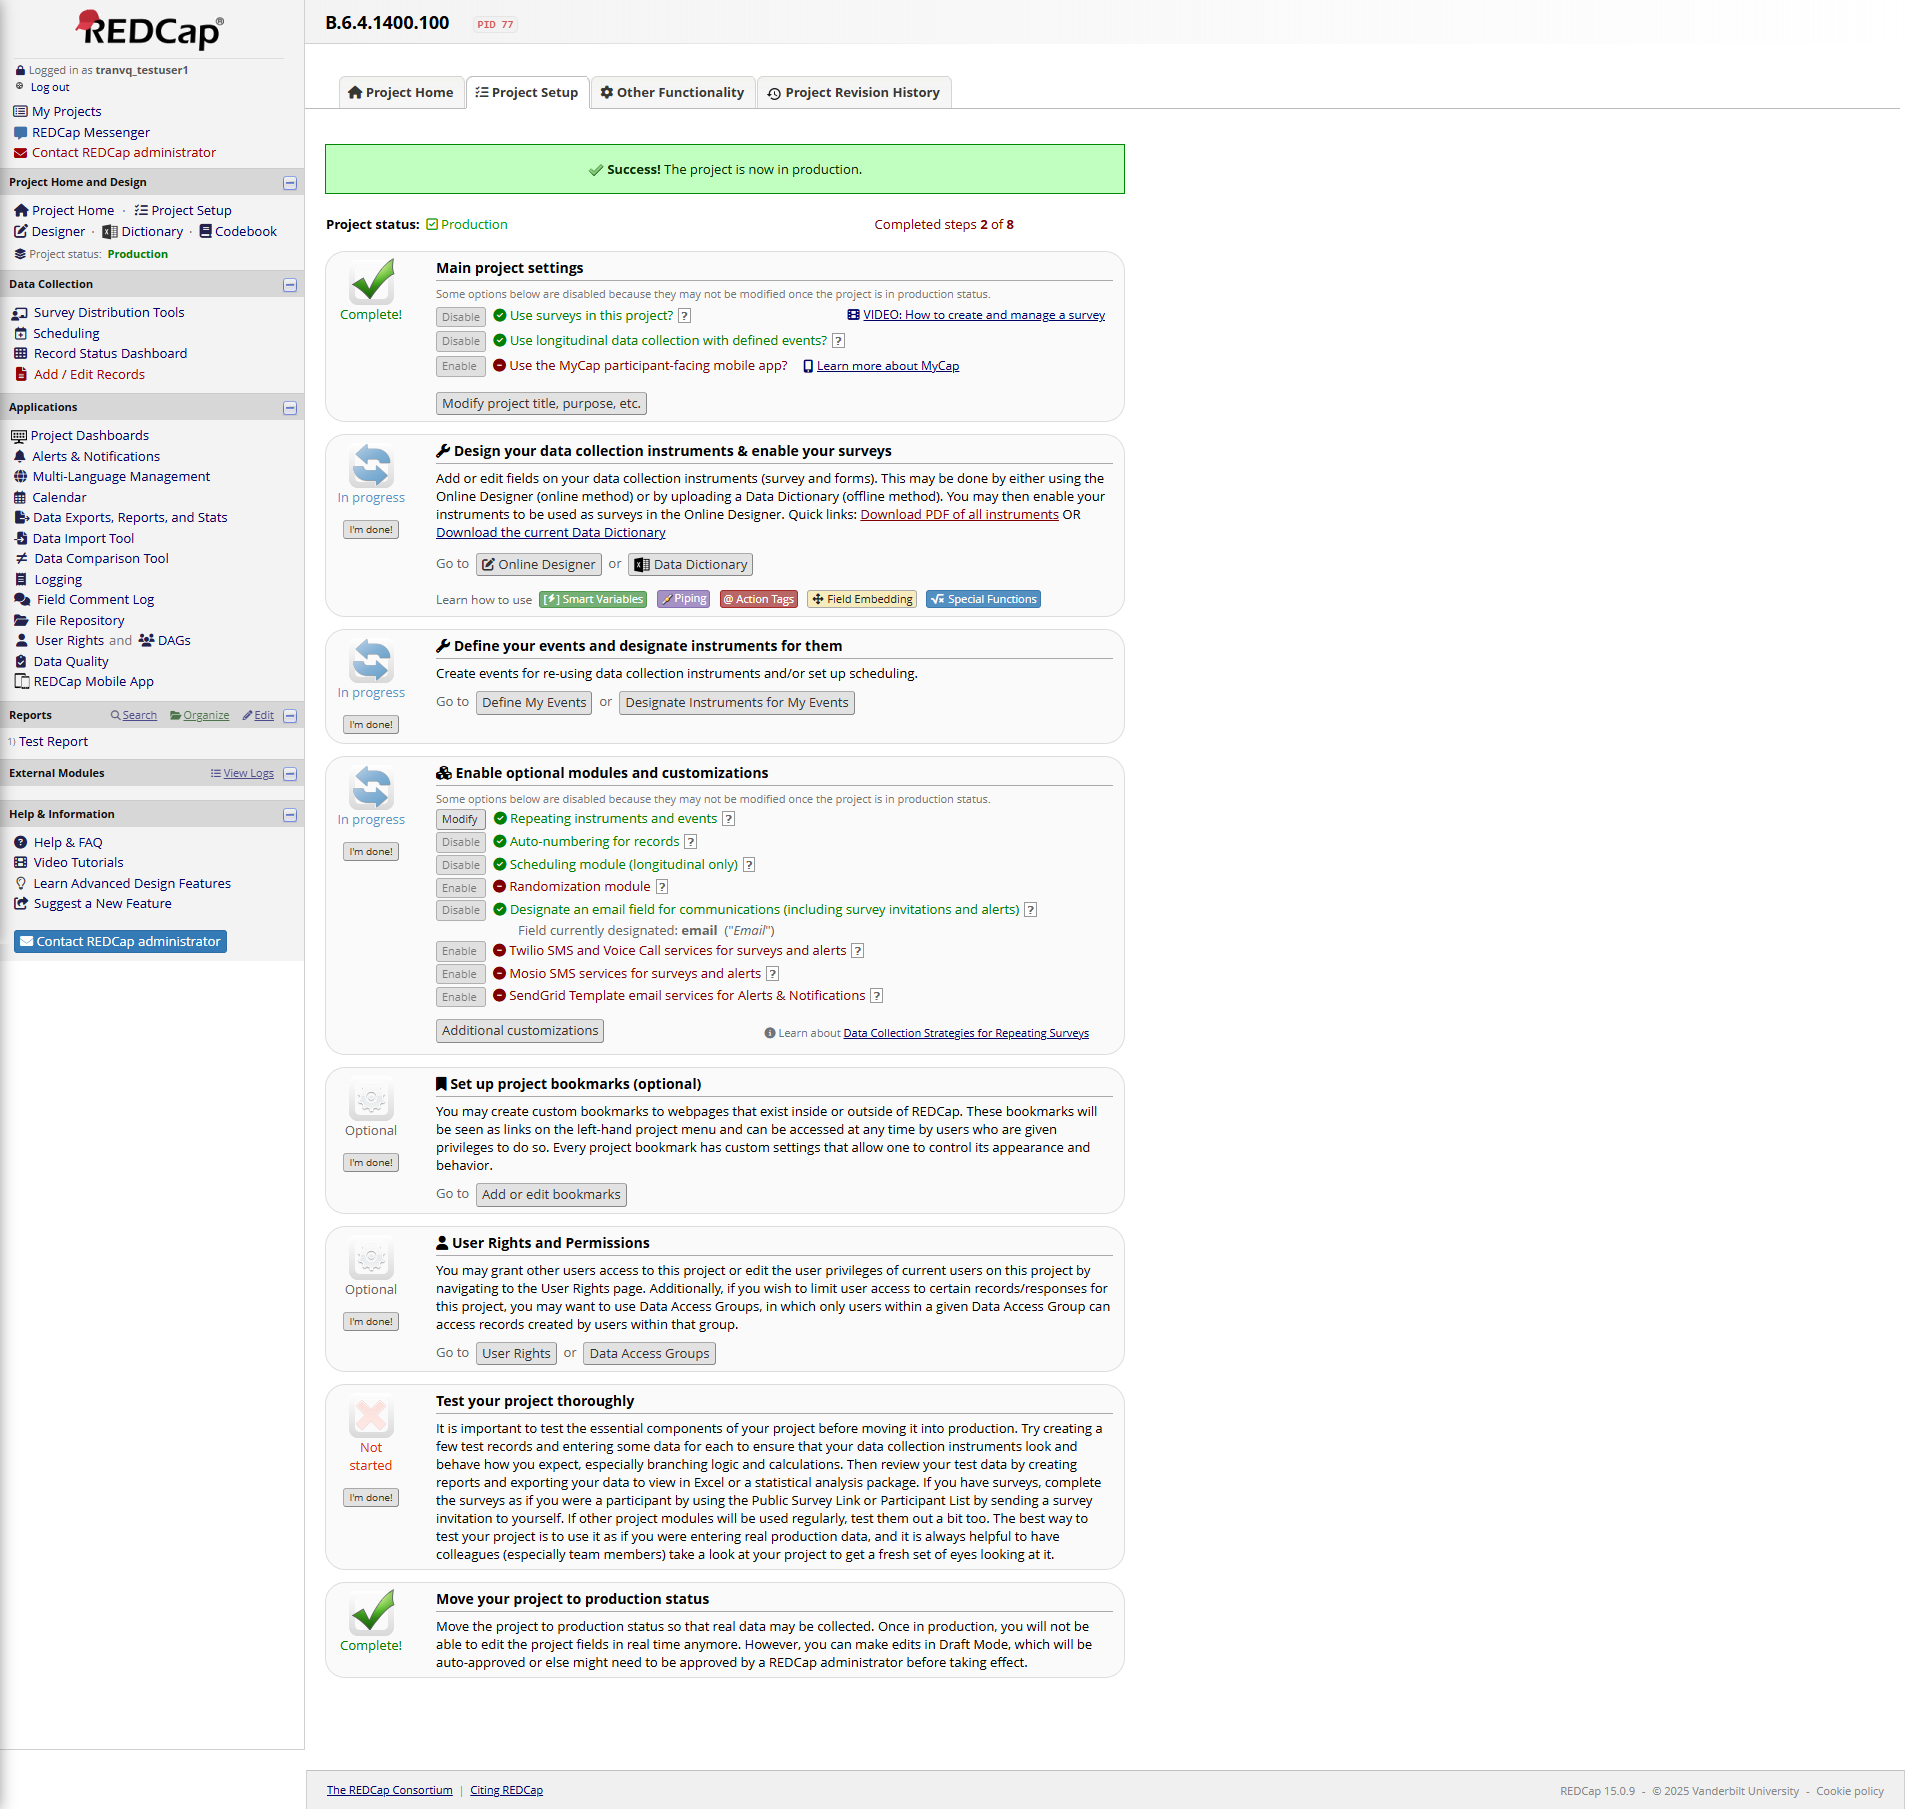 REDCap®
Logged in as tranvq_testuser1
Log out
My Projects
REDCap Messenger
Contact REDCap administrator
Project Home and Design
Project Home · Project Setup
Designer · Dictionary · Codebook
Project status: Production
Data Collection
Survey Distribution Tools
Scheduling
Record Status Dashboard
Add / Edit Records
Applications
Project Dashboards
Alerts & Notifications
Multi-Language Management
Calendar
Data Exports, Reports, and Stats
Data Import Tool
Data Comparison Tool
Logging
Field Comment Log
File Repository
User Rights and DAGs
Data Quality
REDCap Mobile App
Reports Search Organize Edit
1) Test Report
External Modules View Logs
Help & Information
Help & FAQ
Video Tutorials
Learn Advanced Design Features
Suggest a New Feature
Contact REDCap administrator
B.6.4.1400.100 PID 77
Project Home Project Setup Other Functionality Project Revision History
Success! The project is now in production.
Project status: Production Completed steps 2 of 8
Complete!
Main project settings
Some options below are disabled because they may not be modified once the project is in production status.
Disable Use surveys in this project? ? VIDEO: How to create and manage a survey
Disable Use longitudinal data collection with defined events? ?
Enable Use the MyCap participant-facing mobile app? Learn more about MyCap
Modify project title, purpose, etc.
In progress
I'm done!
Design your data collection instruments & enable your surveys
Add or edit fields on your data collection instruments (survey and forms). This may be done by either using the
Online Designer (online method) or by uploading a Data Dictionary (offline method). You may then enable your
instruments to be used as surveys in the Online Designer. Quick links: Download PDF of all instruments OR
Download the current Data Dictionary
Go to Online Designer or Data Dictionary
Learn how to use [⚡] Smart Variables Piping @ Action Tags Field Embedding Special Functions
In progress
I'm done!
Define your events and designate instruments for them
Create events for re-using data collection instruments and/or set up scheduling.
Go to Define My Events or Designate Instruments for My Events
In progress
I'm done!
Enable optional modules and customizations
Some options below are disabled because they may not be modified once the project is in production status.
Modify Repeating instruments and events ?
Disable Auto-numbering for records ?
Disable Scheduling module (longitudinal only) ?
Enable Randomization module ?
Disable Designate an email field for communications (including survey invitations and alerts) ?
Field currently designated: email ("Email")
Enable Twilio SMS and Voice Call services for surveys and alerts ?
Enable Mosio SMS services for surveys and alerts ?
Enable SendGrid Template email services for Alerts & Notifications ?
Additional customizations Learn about Data Collection Strategies for Repeating Surveys
Optional
I'm done!
Set up project bookmarks (optional)
You may create custom bookmarks to webpages that exist inside or outside of REDCap. These bookmarks will
be seen as links on the left-hand project menu and can be accessed at any time by users who are given
privileges to do so. Every project bookmark has custom settings that allow one to control its appearance and
behavior.
Go to Add or edit bookmarks
Optional
I'm done!
User Rights and Permissions
You may grant other users access to this project or edit the user privileges of current users on this project by
navigating to the User Rights page. Additionally, if you wish to limit user access to certain records/responses for
this project, you may want to use Data Access Groups, in which only users within a given Data Access Group can
access records created by users within that group.
Go to User Rights or Data Access Groups
Not
started
I'm done!
Test your project thoroughly
It is important to test the essential components of your project before moving it into production. Try creating a
few test records and entering some data for each to ensure that your data collection instruments look and
behave how you expect, especially branching logic and calculations. Then review your test data by creating
reports and exporting your data to view in Excel or a statistical analysis package. If you have surveys, complete
the surveys as if you were a participant by using the Public Survey Link or Participant List by sending a survey
invitation to yourself. If other project modules will be used regularly, test them out a bit too. The best way to
test your project is to use it as if you were entering real production data, and it is always helpful to have
colleagues (especially team members) take a look at your project to get a fresh set of eyes looking at it.
Complete!
Move your project to production status
Move the project to production status so that real data may be collected. Once in production, you will not be
able to edit the project fields in real time anymore. However, you can make edits in Draft Mode, which will be
auto-approved or else might need to be approved by a REDCap administrator before taking effect.
The REDCap Consortium | Citing REDCap
REDCap 15.0.9 - © 2025 Vanderbilt University - Cookie policy